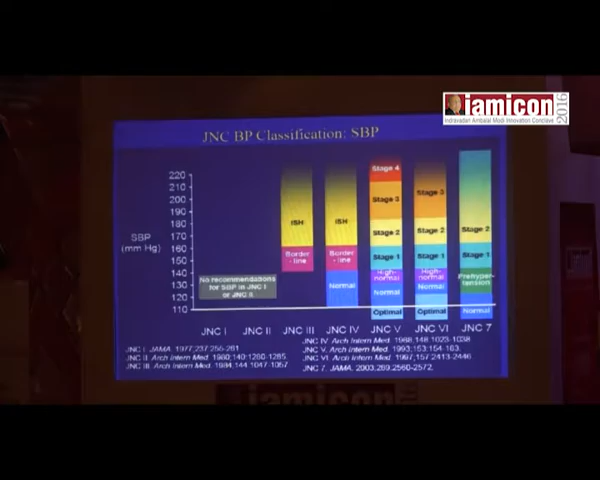 iamicon 2016
Indravadan Ambalal Modi Innovation Conclave
JNC BP Classification: SBP
SBP
(mm Hg)
220
210
200
190
180
170
160
150
140
130
120
110
No recommendations
for SBP in JNC I
or JNC II
ISH
Border-
line
ISH
Border
-line
Normal
Stage 4
Stage 3
Stage 2
Stage 1
High-
normal
Normal
Optimal
Stage 3
Stage 2
Stage 1
High-
normal
Normal
Optimal
Stage 2
Stage 1
Prehyper-
tension
Normal
JNC I JNC II JNC III JNC IV JNC V JNC VI JNC 7
JNC I. JAMA. 1977;237:255-261
JNC II. Arch Intern Med. 1980;140:1280-1285.
JNC III. Arch Intern Med. 1984;144:1047-1057
JNC IV. Arch Intern Med. 1988;148:1023-1038
JNC V. Arch Intern Med. 1993;153:154-183.
JNC VI. Arch Intern Med. 1997;157:2413-2446
JNC 7. JAMA. 2003;289:2560-2572.
iamicon